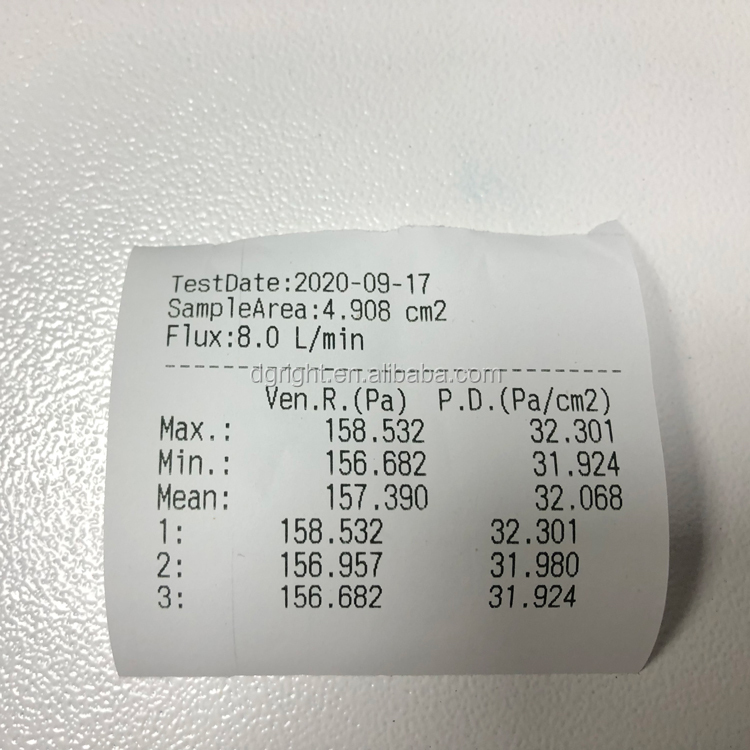 TestDate:2020-09-17
SampleArea:4.908 cm2
Flux:8.0 L/min
--------------------------------
dgright.en.alibaba.com
Ven.R.(Pa) P.D.(Pa/cm2)
Max.: 158.532 32.301
Min.: 156.682 31.924
Mean: 157.390 32.068
1: 158.532 32.301
2: 156.957 31.980
3: 156.682 31.924